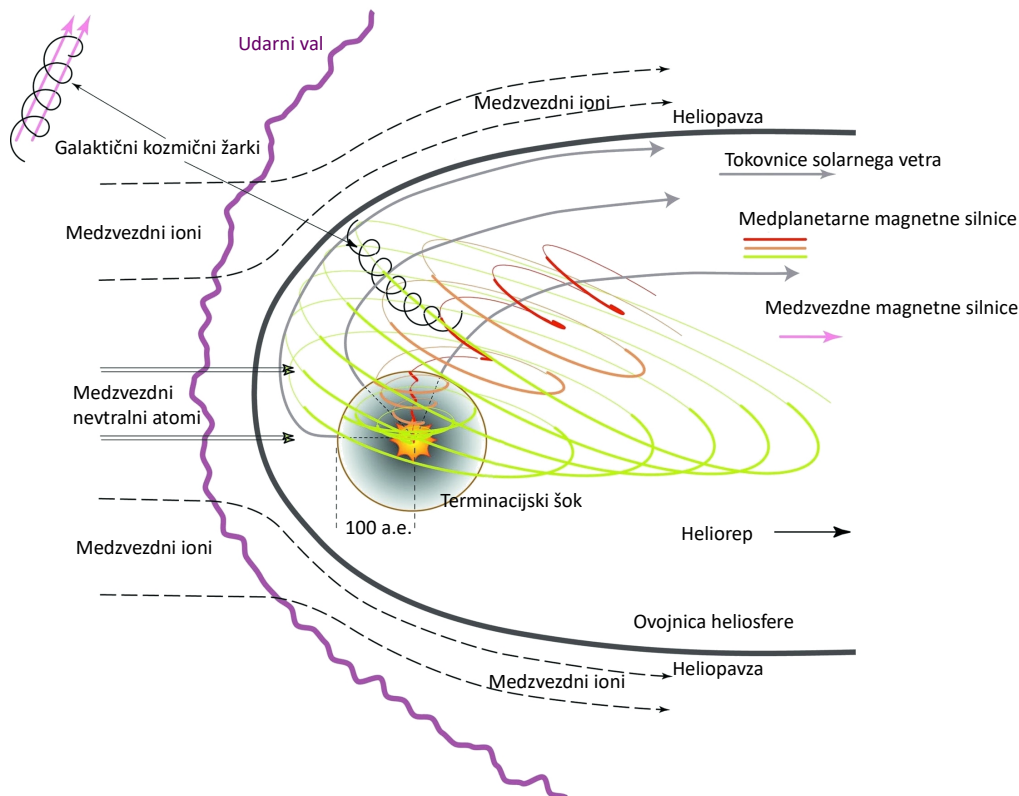 Udarni val
Medzvezdni ioni
Heliopavza
Galaktični kozmični žarki
Tokovnice solarnega vetra
Medzvezdni ioni
Medplanetarne magnetne silnice
Medzvezdne magnetne silnice
Medzvezdni
nevtralni atomi
Terminacijski šok
100 a.e.
Heliorep
Medzvezdni ioni
Ovojnica heliosfere
Heliopavza
Medzvezdni ioni